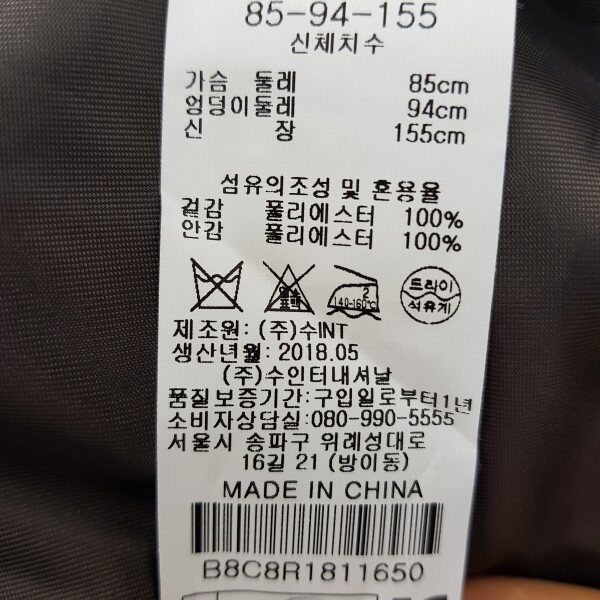 85-94-155
신체치수
가슴 둘레 85cm
엉덩이둘레 94cm
신 장 155cm
섬유의조성 및 혼용율
겉감 폴리에스터 100%
안감 폴리에스터 100%
염소 표백
2 140-160℃
드라이
석유계
제조원: (주)수INT
생산년월: 2018.05
(주)수인터내셔날
품질보증기간:구입일로부터1년
소비자상담실:080-990-5555
서울시 송파구 위례성대로
16길 21 (방이동)
MADE IN CHINA
B8C8R1811650